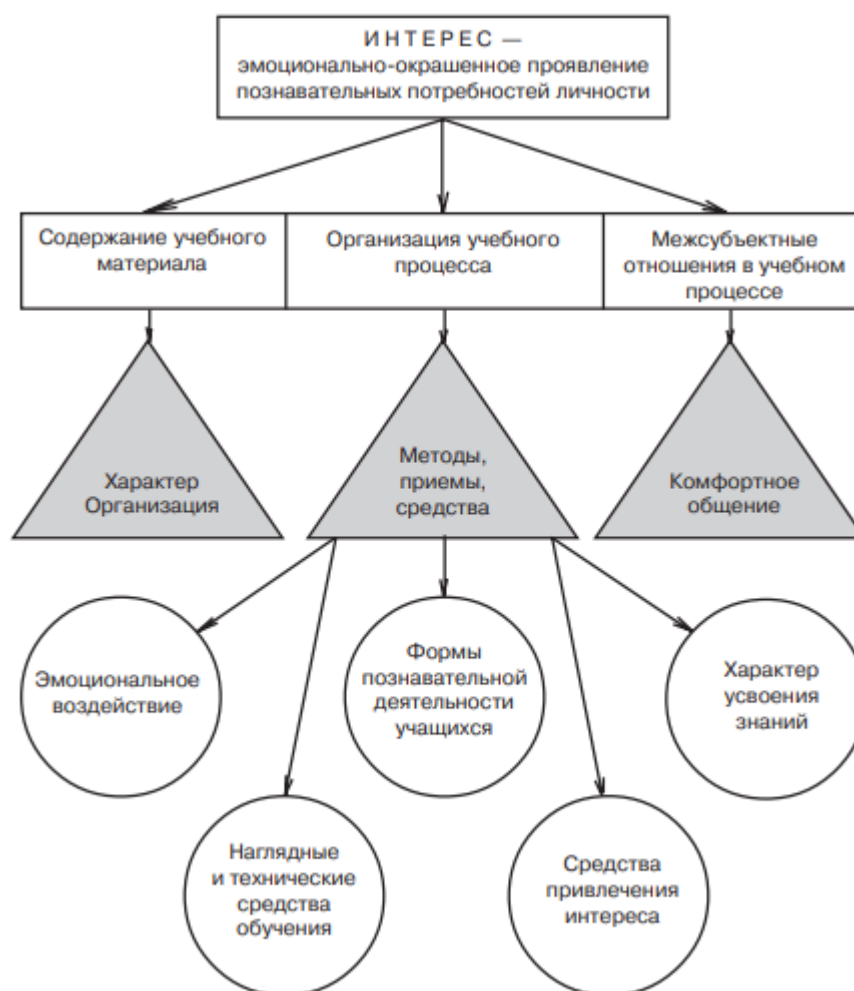 ИНТЕРЕС —
эмоционально-окрашенное проявление
познавательных потребностей личности
Содержание учебного
материала
Организация учебного
процесса
Межсубъектные
отношения в учебном
процессе
Характер
Организация
Методы,
приемы,
средства
Комфортное
общение
Эмоциональное
воздействие
Формы
познавательной
деятельности
учащихся
Характер
усвоения
знаний
Наглядные
и технические
средства
обучения
Средства
привлечения
интереса